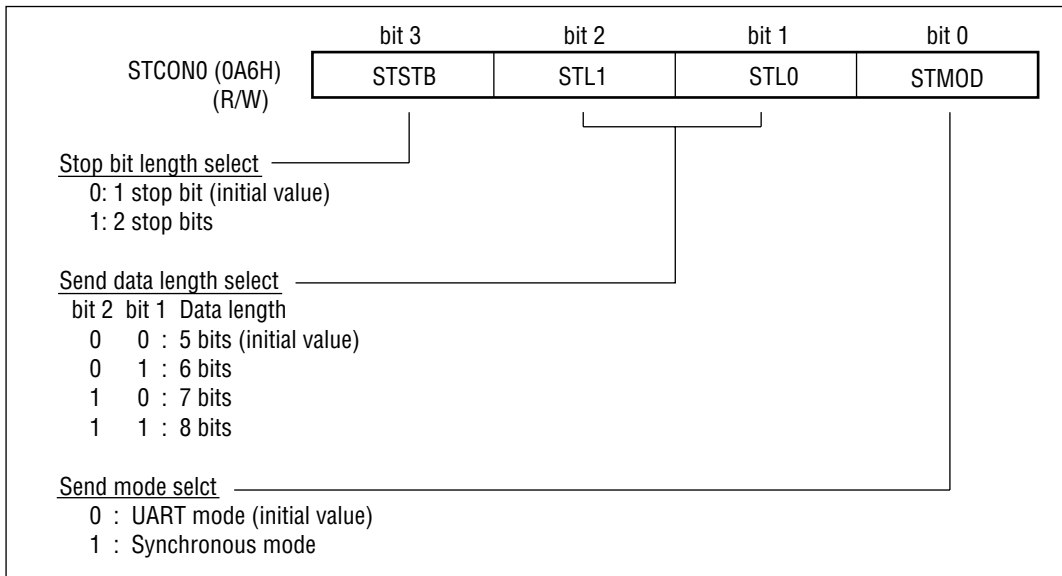 bit 3 bit 2 bit 1 bit 0
STCON0 (0A6H) STSTB STL1 STL0 STMOD
(R/W)
Stop bit length select
0: 1 stop bit (initial value)
1: 2 stop bits
Send data length select
bit 2 bit 1 Data length
0 0 : 5 bits (initial value)
0 1 : 6 bits
1 0 : 7 bits
1 1 : 8 bits
Send mode selct
0 : UART mode (initial value)
1 : Synchronous mode